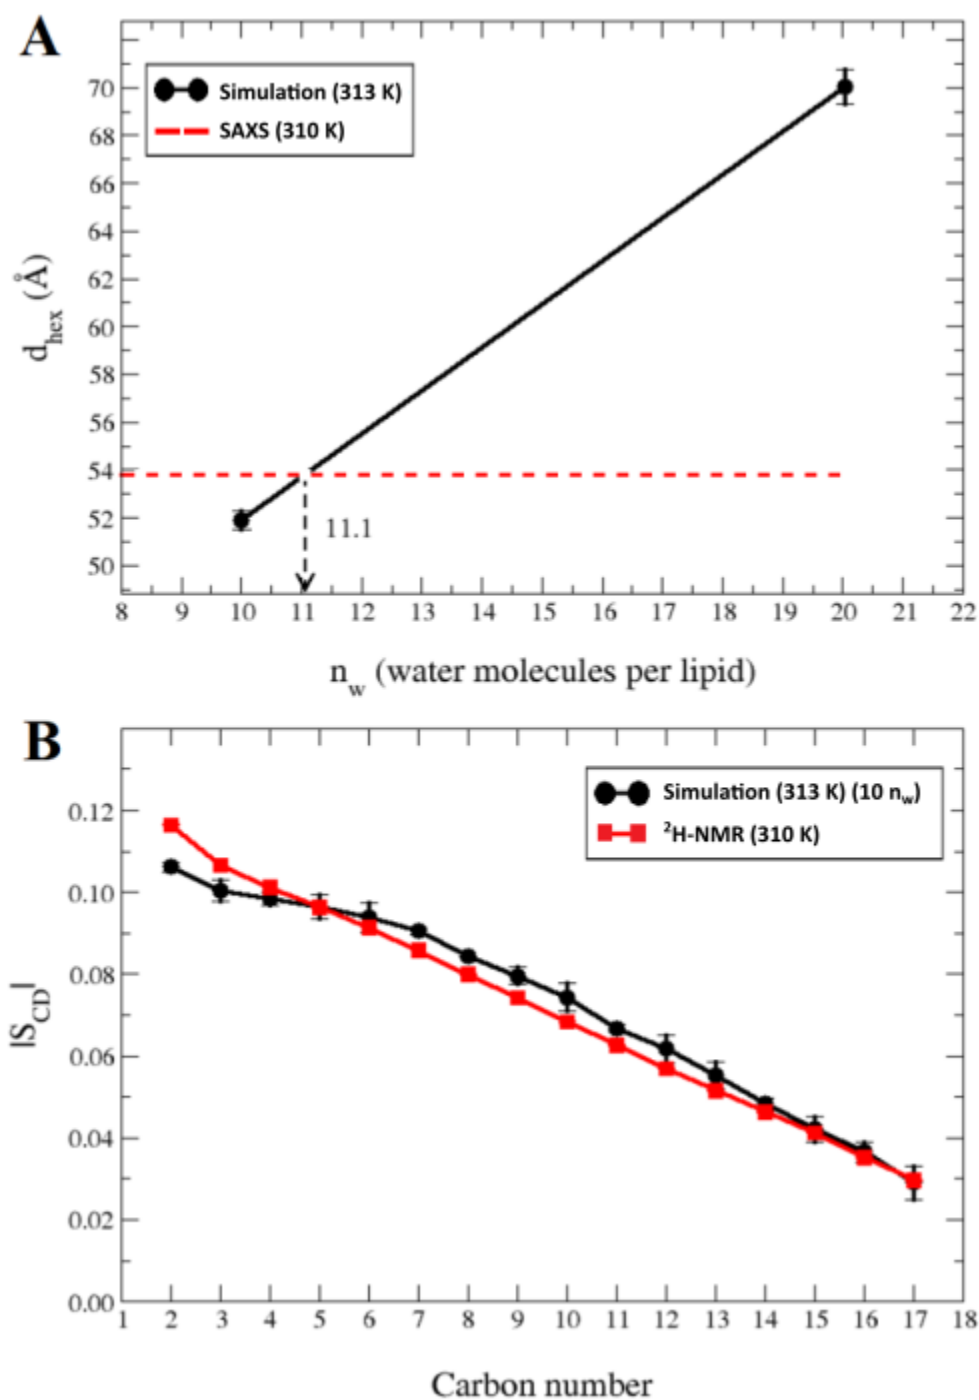 A
Simulation (313 K)
SAXS (310 K)
70
68
66
64
62
60
58
56
54
52
50
d_hex (Å)
11.1
8 9 10 11 12 13 14 15 16 17 18 19 20 21 22
n_w (water molecules per lipid)
B
Simulation (313 K) (10 n_w)
²H-NMR (310 K)
0.12
0.10
0.08
0.06
0.04
0.02
0.00
|S_CD|
1 2 3 4 5 6 7 8 9 10 11 12 13 14 15 16 17 18
Carbon number